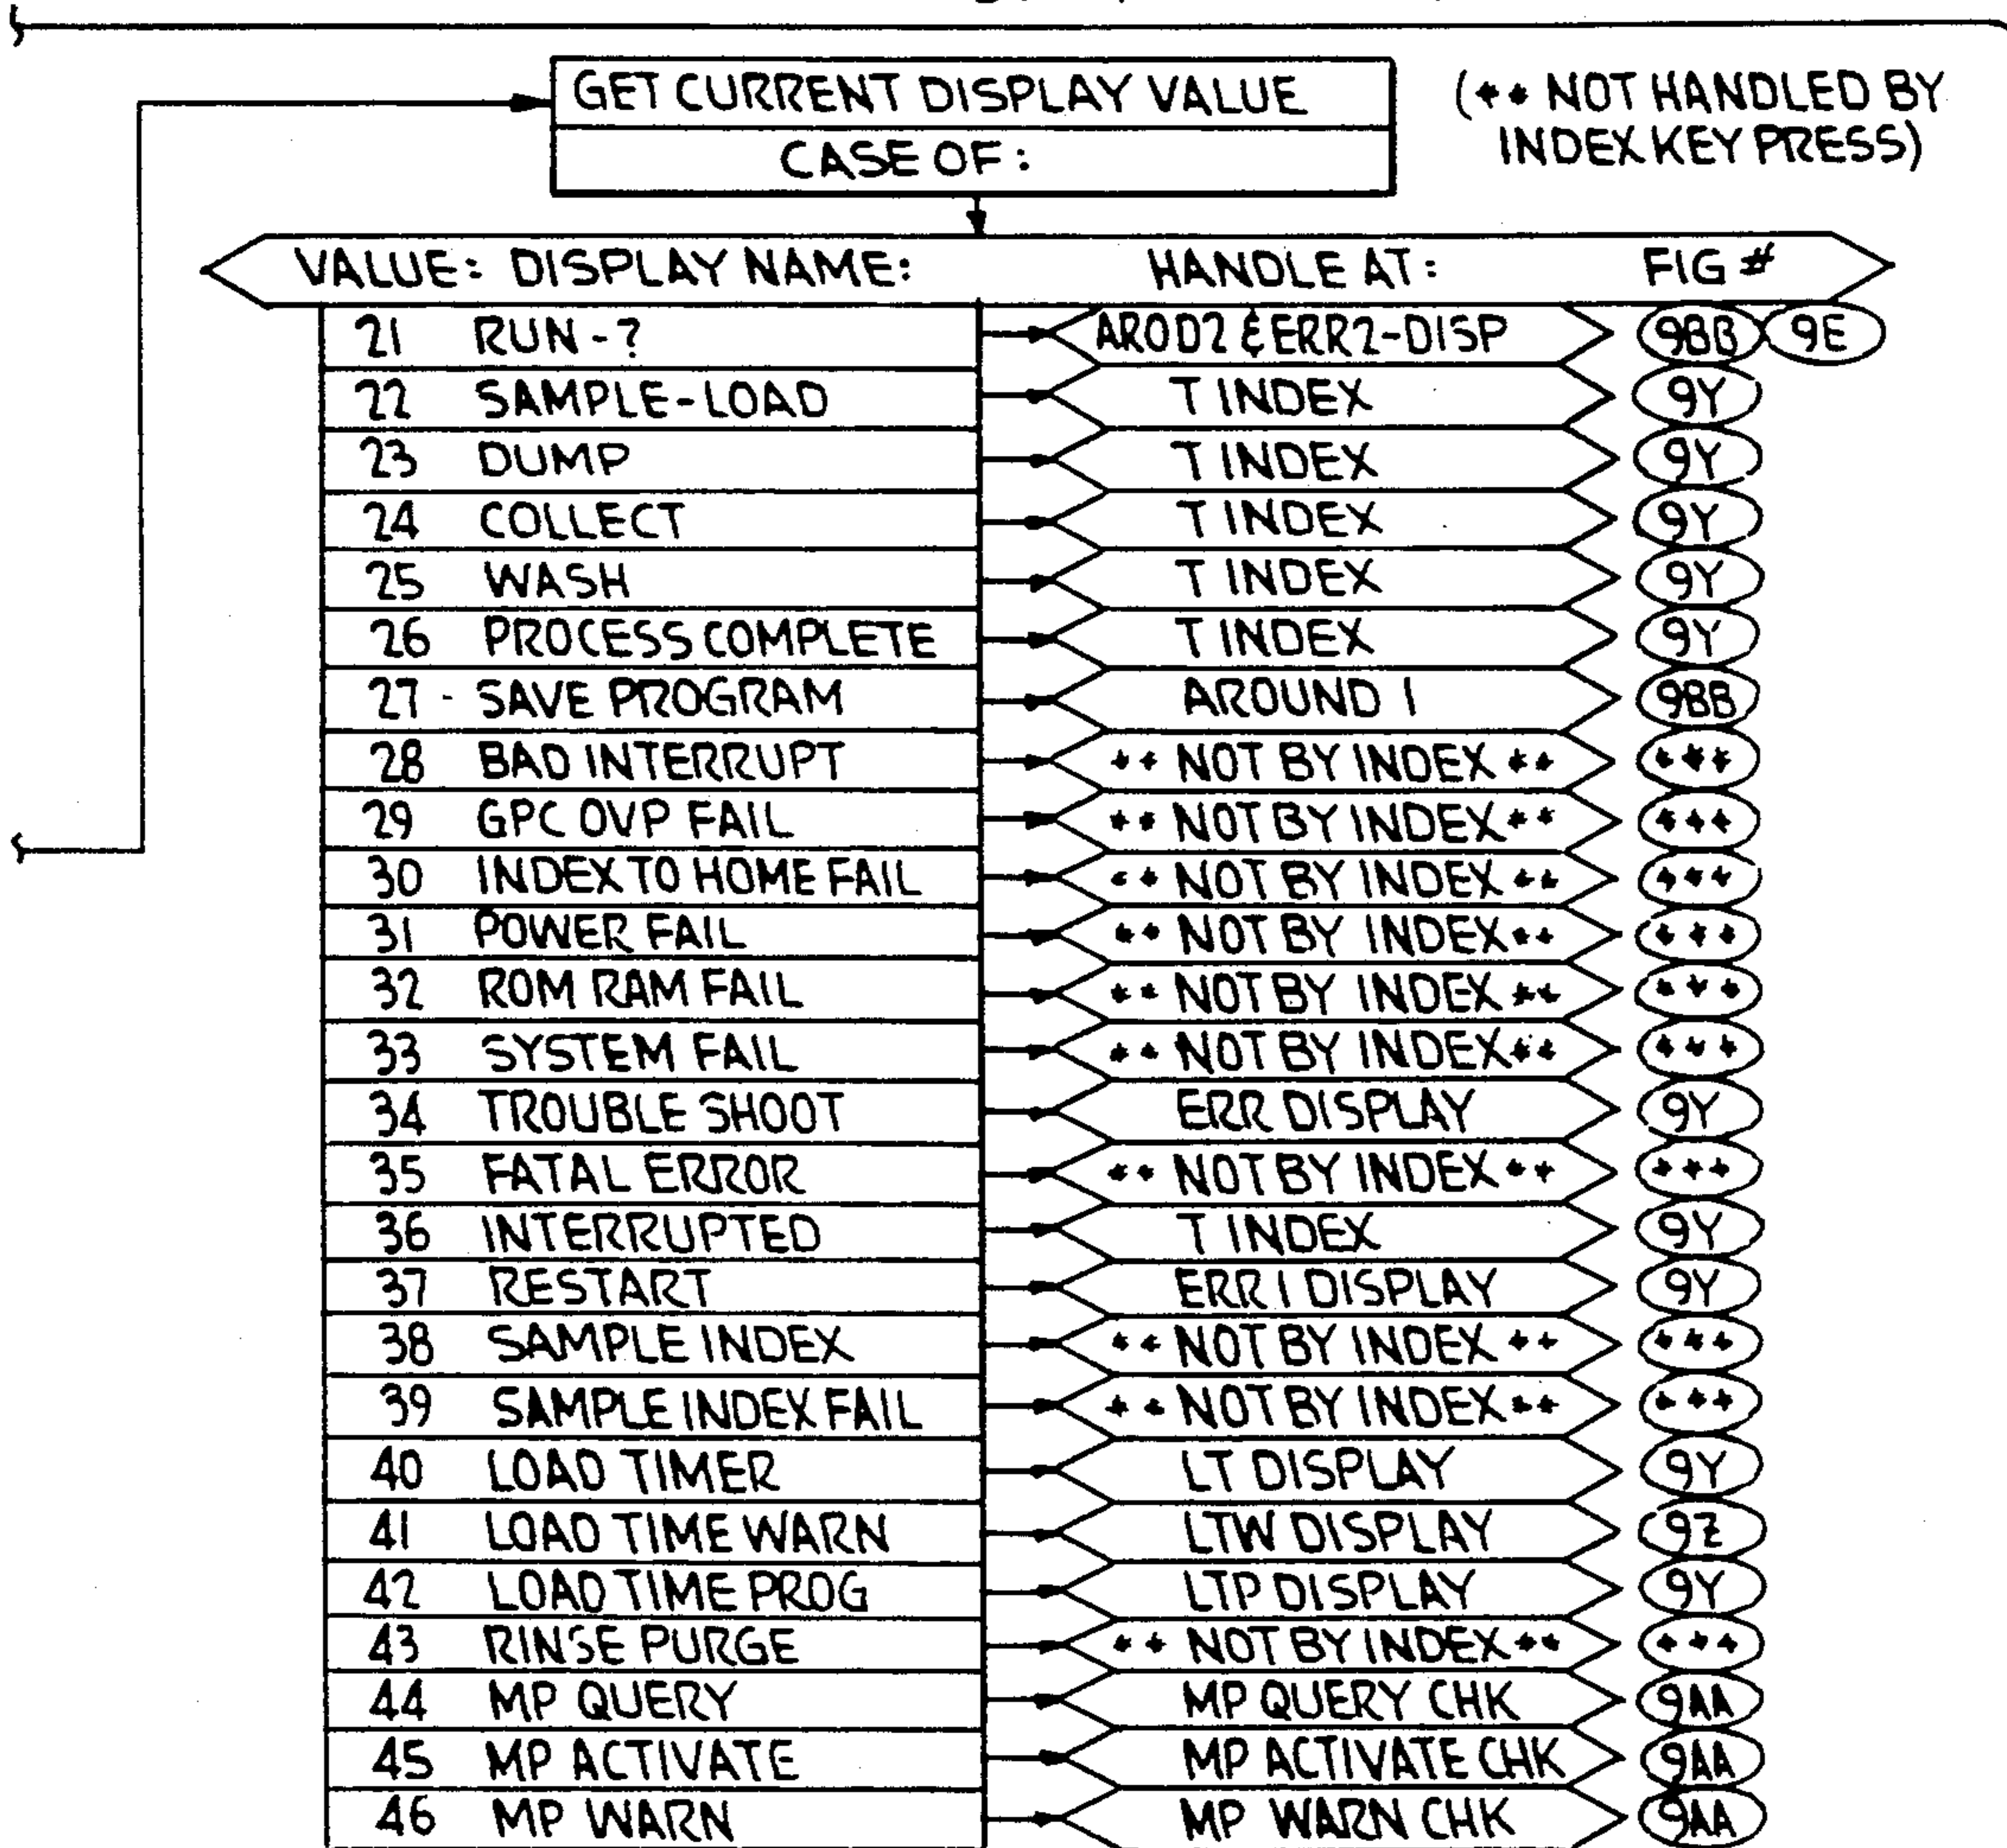 GET CURRENT DISPLAY VALUE
CASE OF:
(** NOT HANDLED BY
INDEX KEY PRESS)
VALUE: DISPLAY NAME: HANDLE AT: FIG #
21 RUN-? AROD2 & ERR2-DISP 9BB 9E
22 SAMPLE-LOAD T INDEX 9Y
23 DUMP T INDEX 9Y
24 COLLECT T INDEX 9Y
25 WASH T INDEX 9Y
26 PROCESS COMPLETE T INDEX 9Y
27 - SAVE PROGRAM AROUND 1 9BB
28 BAD INTERRUPT ** NOT BY INDEX ** ***
29 GPC OVP FAIL ** NOT BY INDEX ** ***
30 INDEX TO HOME FAIL ** NOT BY INDEX ** ***
31 POWER FAIL ** NOT BY INDEX ** ***
32 ROM RAM FAIL ** NOT BY INDEX ** ***
33 SYSTEM FAIL ** NOT BY INDEX ** ***
34 TROUBLE SHOOT ERR DISPLAY 9Y
35 FATAL ERROR ** NOT BY INDEX ** ***
36 INTERRUPTED T INDEX 9Y
37 RESTART ERR 1 DISPLAY 9Y
38 SAMPLE INDEX ** NOT BY INDEX ** ***
39 SAMPLE INDEX FAIL ** NOT BY INDEX ** ***
40 LOAD TIMER LT DISPLAY 9Y
41 LOAD TIME WARN LTW DISPLAY 9Z
42 LOAD TIME PROG LTP DISPLAY 9Y
43 RINSE PURGE ** NOT BY INDEX ** ***
44 MP QUERY MP QUERY CHK 9AA
45 MP ACTIVATE MP ACTIVATE CHK 9AA
46 MP WARN MP WARN CHK 9AA